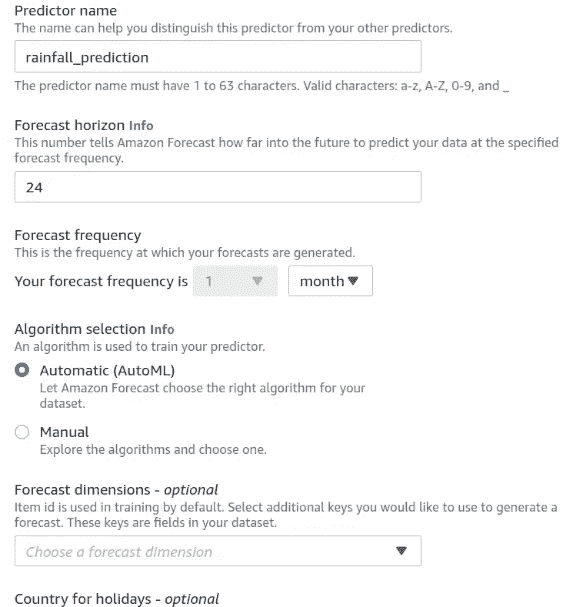 Predictor name
The name can help you distinguish this predictor from your other predictors.
rainfall_prediction
The predictor name must have 1 to 63 characters. Valid characters: a-z, A-Z, 0-9, and _
Forecast horizon Info
This number tells Amazon Forecast how far into the future to predict your data at the specified
forecast frequency.
24
Forecast frequency
This is the frequency at which your forecasts are generated.
Your forecast frequency is 1 month
Algorithm selection Info
An algorithm is used to train your predictor.
Automatic (AutoML)
Let Amazon Forecast choose the right algorithm for your
dataset.
Manual
Explore the algorithms and choose one.
Forecast dimensions - optional
Item id is used in training by default. Select additional keys you would like to use to generate a
forecast. These keys are fields in your dataset.
Choose a forecast dimension
Country for holidays - optional